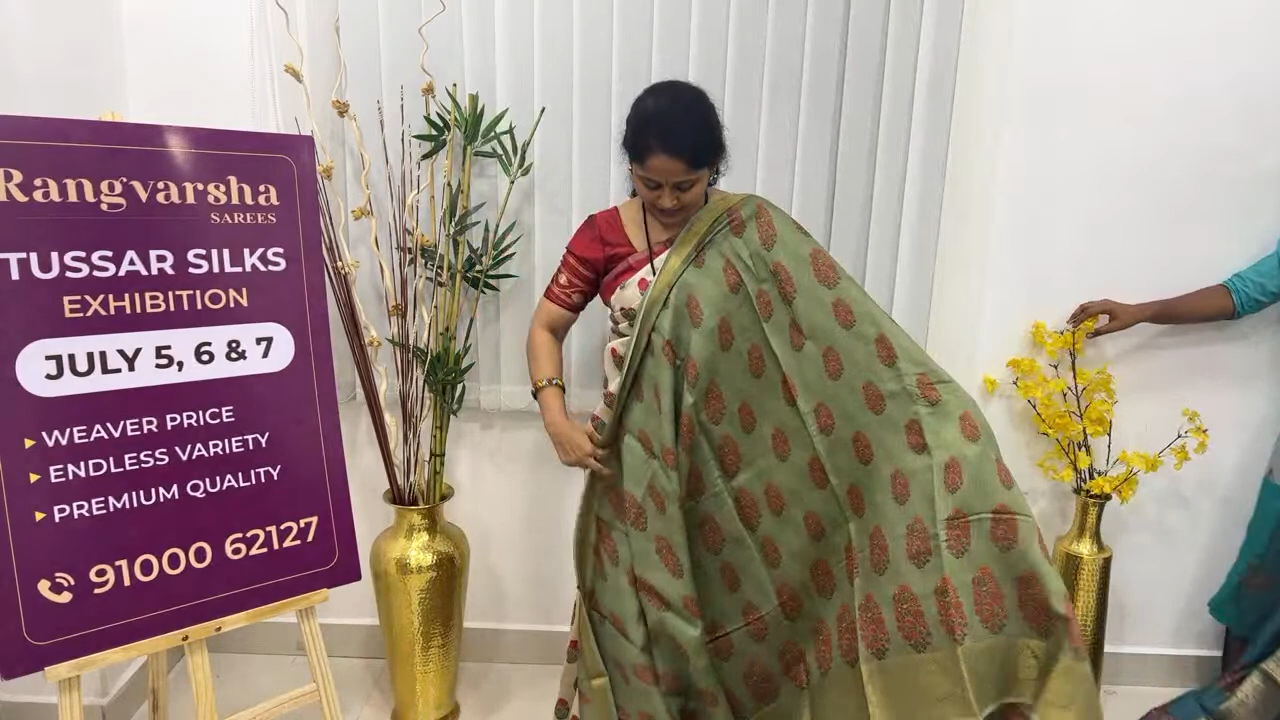 Rangvarsha
SAREES
TUSSAR SILKS
EXHIBITION
JULY 5, 6 & 7
WEAVER PRICE
ENDLESS VARIETY
PREMIUM QUALITY
91000 62127